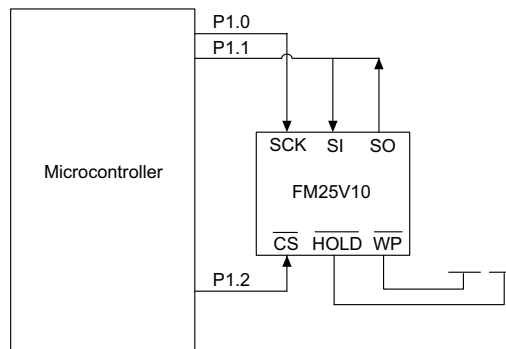 P1.0
P1.1
SCK SI SO
Microcontroller
FM25V10
CS HOLD WP
P1.2